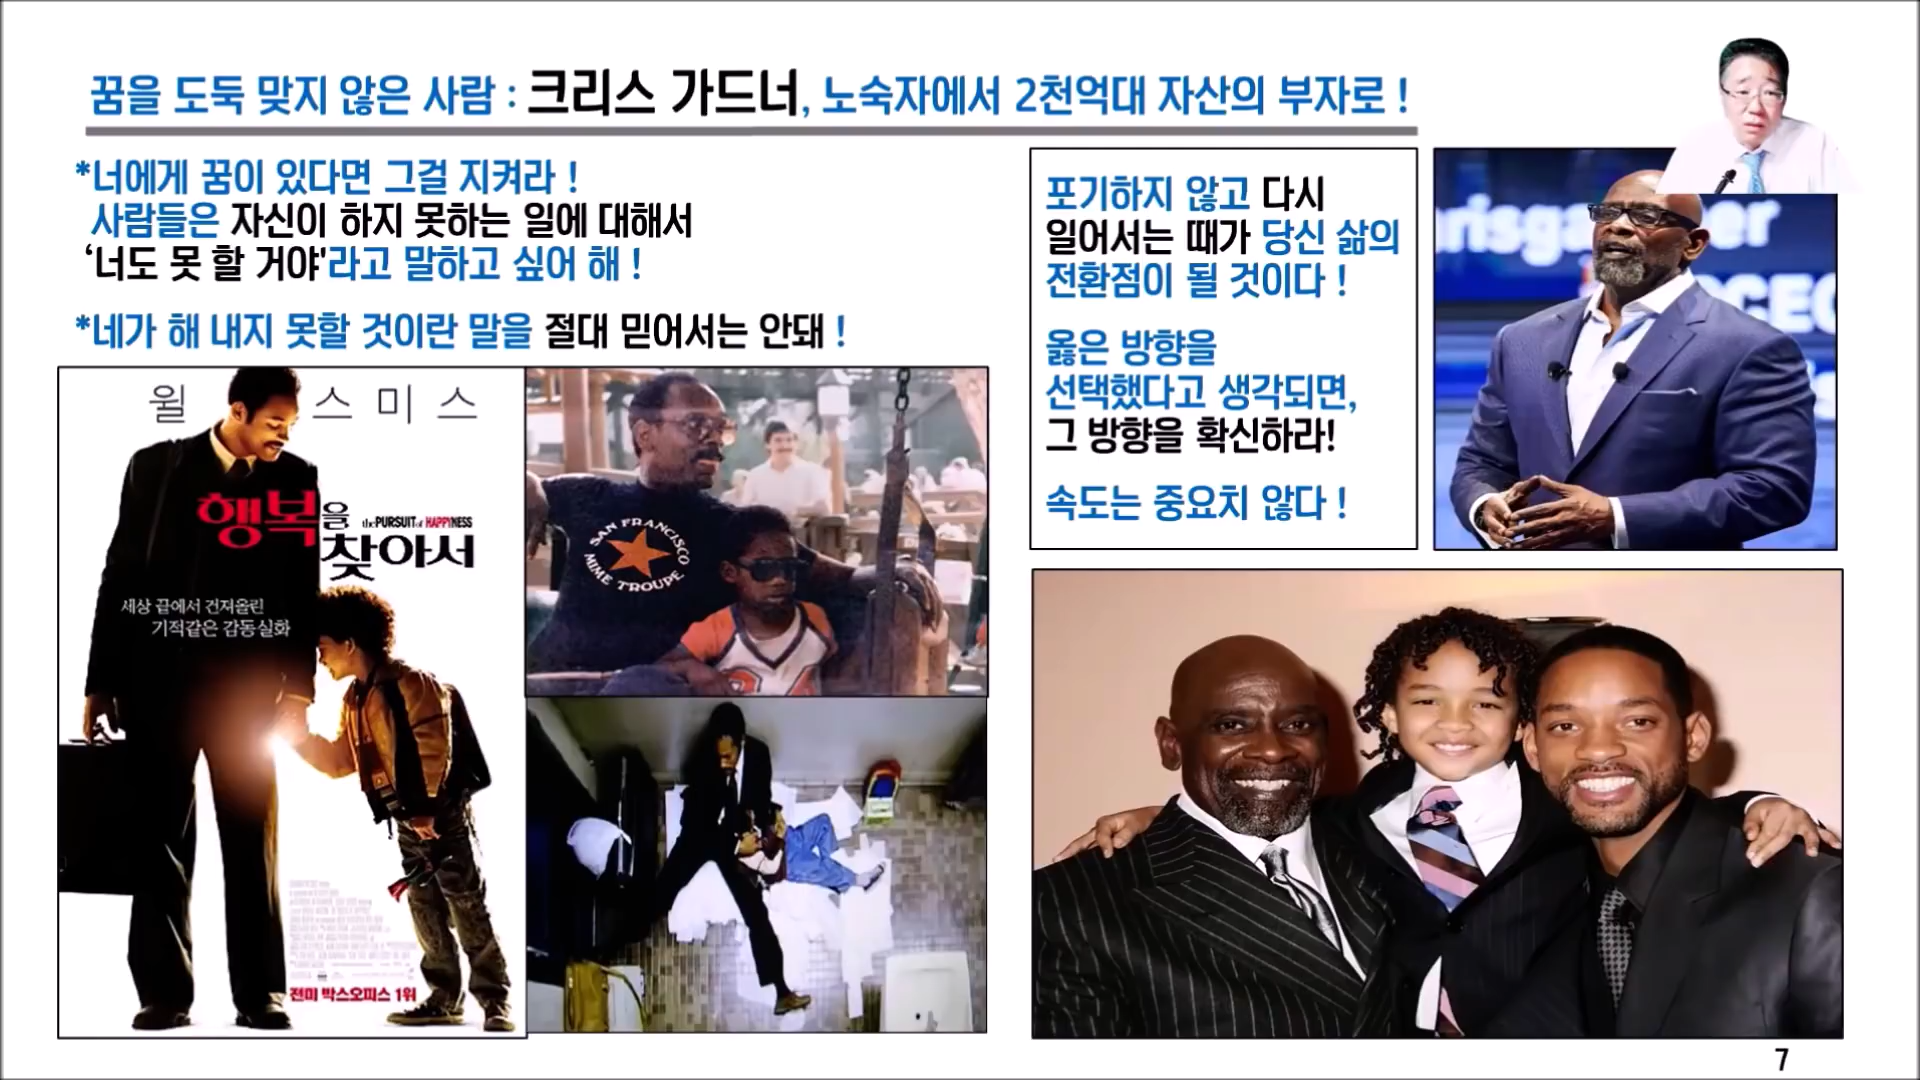 꿈을 도둑 맞지 않은 사람 : 크리스 가드너, 노숙자에서 2천억대 자산의 부자로 !
*너에게 꿈이 있다면 그걸 지켜라 !
사람들은 자신이 하지 못하는 일에 대해서
‘너도 못 할 거야'라고 말하고 싶어 해 !
*네가 해 내지 못할 것이란 말을 절대 믿어서는 안돼 !
윌 스미스
행복을
the PURSUIT of HAPPYNESS
찾아서
세상 끝에서 건져올린
기적같은 감동실화
전미 박스오피스 1위
SAN FRANCISCO
MIME TROUPE
포기하지 않고 다시
일어서는 때가 당신 삶의
전환점이 될 것이다 !
옳은 방향을
선택했다고 생각되면,
그 방향을 확신하라!
속도는 중요치 않다 !
CEO
7